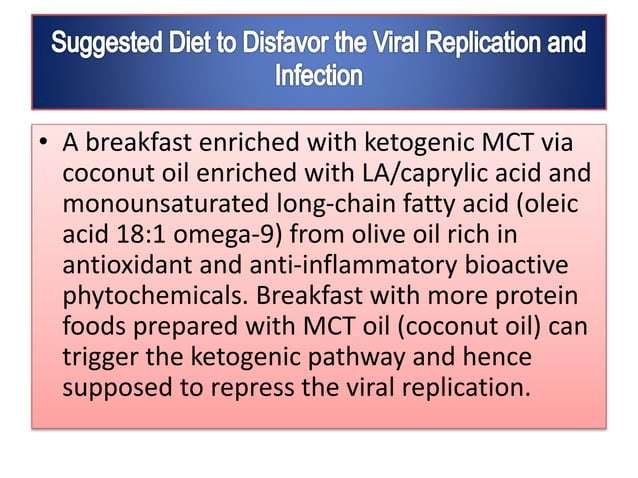 Suggested Diet to Disfavor the Viral Replication and
Infection
• A breakfast enriched with ketogenic MCT via
coconut oil enriched with LA/caprylic acid and
monounsaturated long-chain fatty acid (oleic
acid 18:1 omega-9) from olive oil rich in
antioxidant and anti-inflammatory bioactive
phytochemicals. Breakfast with more protein
foods prepared with MCT oil (coconut oil) can
trigger the ketogenic pathway and hence
supposed to repress the viral replication.